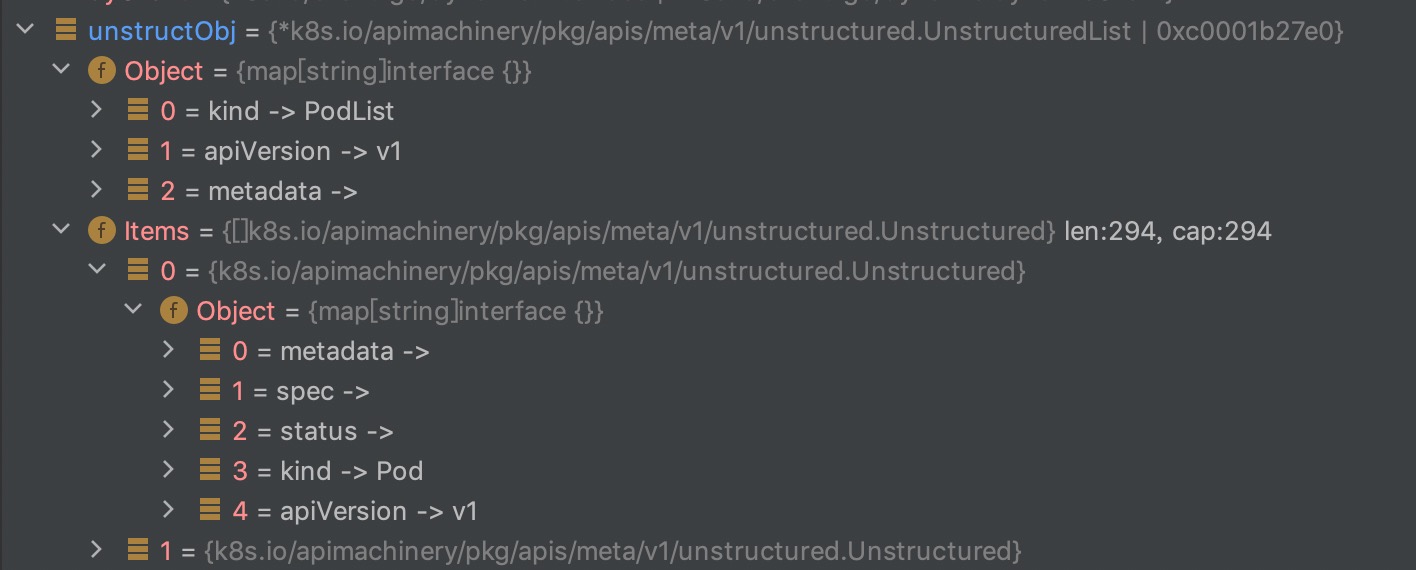 unstructObj = {*k8s.io/apimachinery/pkg/apis/meta/v1/unstructured.UnstructuredList | 0xc0001b27e0}
f Object = {map[string]interface {}}
0 = kind -> PodList
1 = apiVersion -> v1
2 = metadata ->
f Items = {[]k8s.io/apimachinery/pkg/apis/meta/v1/unstructured.Unstructured} len:294, cap:294
0 = {k8s.io/apimachinery/pkg/apis/meta/v1/unstructured.Unstructured}
f Object = {map[string]interface {}}
0 = metadata ->
1 = spec ->
2 = status ->
3 = kind -> Pod
4 = apiVersion -> v1
1 = {k8s.io/apimachinery/pkg/apis/meta/v1/unstructured.Unstructured}